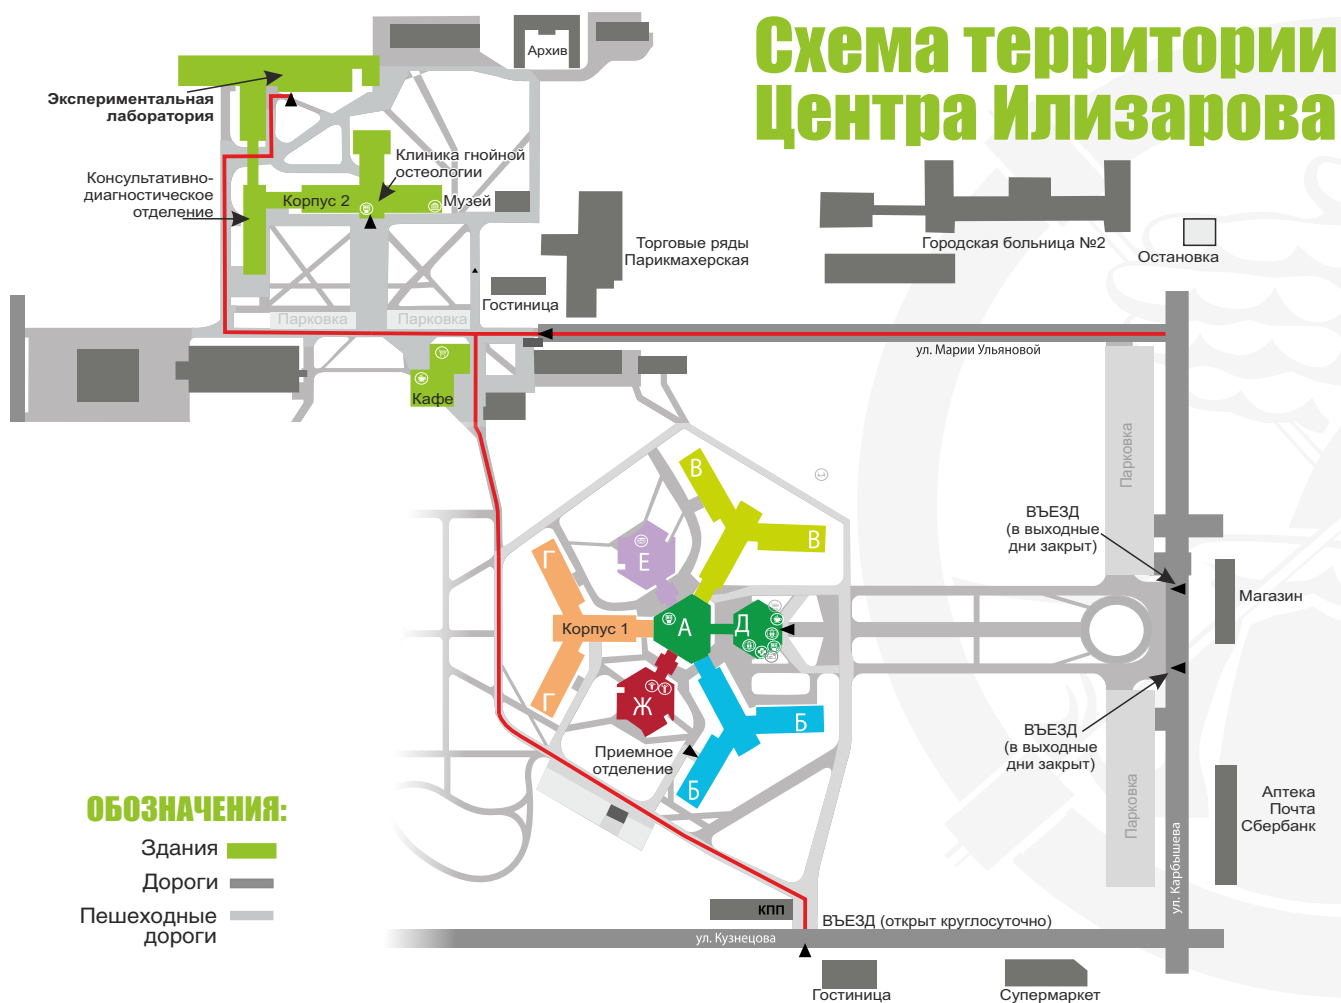 Схема территории
Центра Илизарова
Архив
Экспериментальная
лаборатория
Клиника гнойной
остеологии
Консультативно-
диагностическое
отделение
Корпус 2
Музей
Торговые ряды
Парикмахерская
Городская больница №2
Остановка
Гостиница
Парковка
Парковка
ул. Марии Ульяновой
Кафе
Парковка
В
В
ВЪЕЗД
(в выходные
дни закрыт)
Г
Е
Магазин
Корпус 1
А
Д
Г
Ж
Б
ВЪЕЗД
(в выходные
дни закрыт)
Приемное
отделение
Б
Парковка
Аптека
Почта
Сбербанк
ул. Карбышева
ОБОЗНАЧЕНИЯ:
Здания
Дороги
Пешеходные
дороги
КПП
ВЪЕЗД (открыт круглосуточно)
ул. Кузнецова
Гостиница
Супермаркет